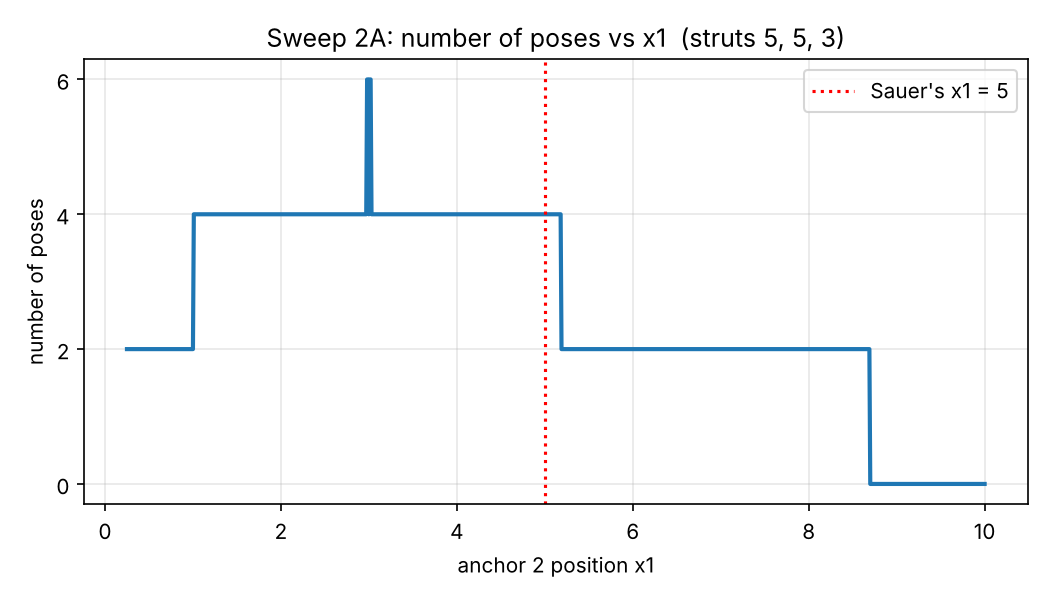 Sweep 2A: number of poses vs x1  (struts 5, 5, 3)
Sauer's x1 = 5
number of poses
6
4
2
0
0 2 4 6 8 10
anchor 2 position x1